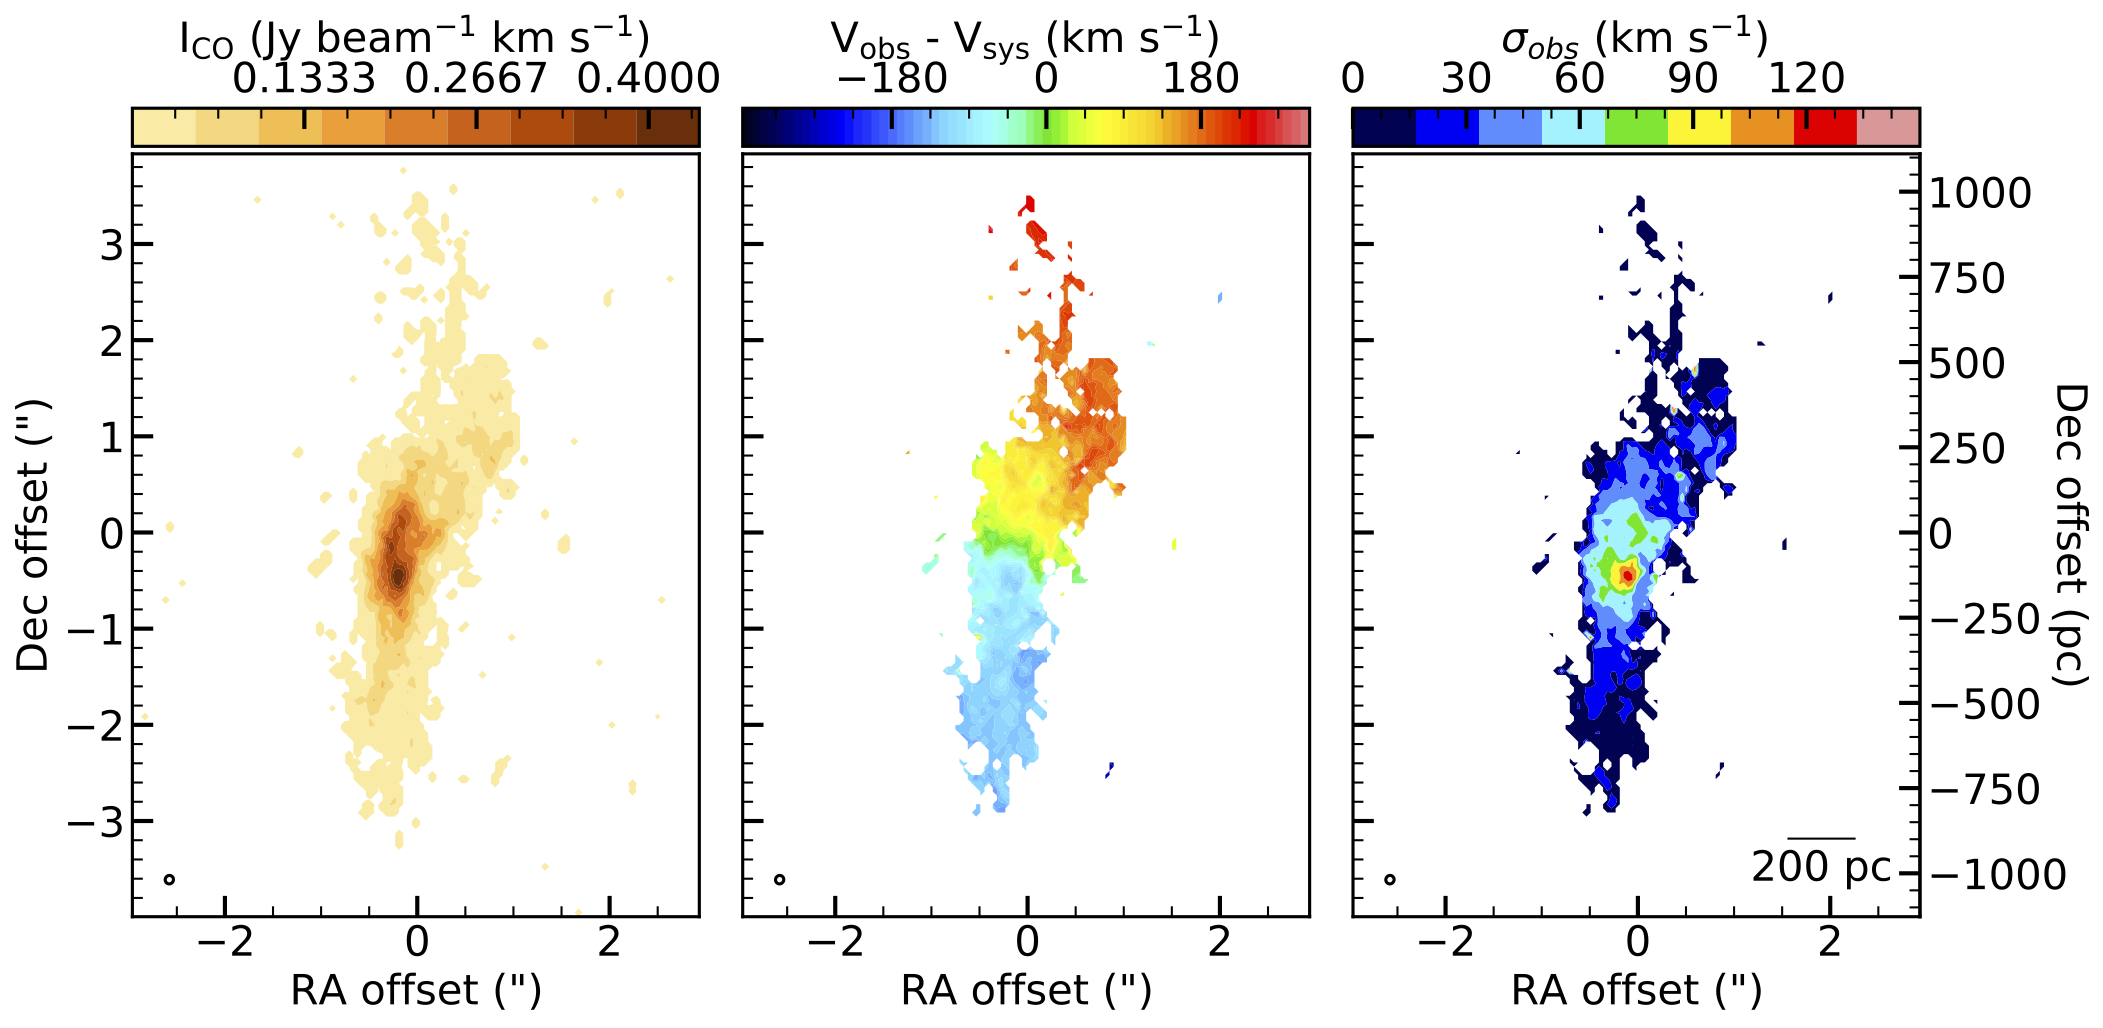 I_CO (Jy beam⁻¹ km s⁻¹)
0.1333 0.2667 0.4000
V_obs - V_sys (km s⁻¹)
−180 0 180
σ_obs (km s⁻¹)
0 30 60 90 120
Dec offset (")
3
2
1
0
−1
−2
−3
−2 0 2
RA offset (")
−2 0 2
RA offset (")
−2 0 2
RA offset (")
200 pc
1000
750
500
250
0
−250
−500
−750
−1000
Dec offset (pc)